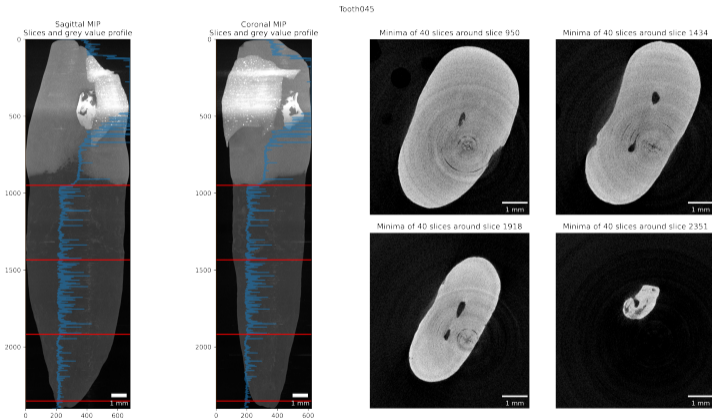 Tooth045
Sagittal MIP
Slices and grey value profile
Coronal MIP
Slices and grey value profile
Minima of 40 slices around slice 950
Minima of 40 slices around slice 1434
0
500
1000
1500
2000
0
200
400
600
1 mm
0
500
1000
1500
2000
0
200
400
600
1 mm
1 mm
1 mm
Minima of 40 slices around slice 1918
Minima of 40 slices around slice 2351
1 mm
1 mm